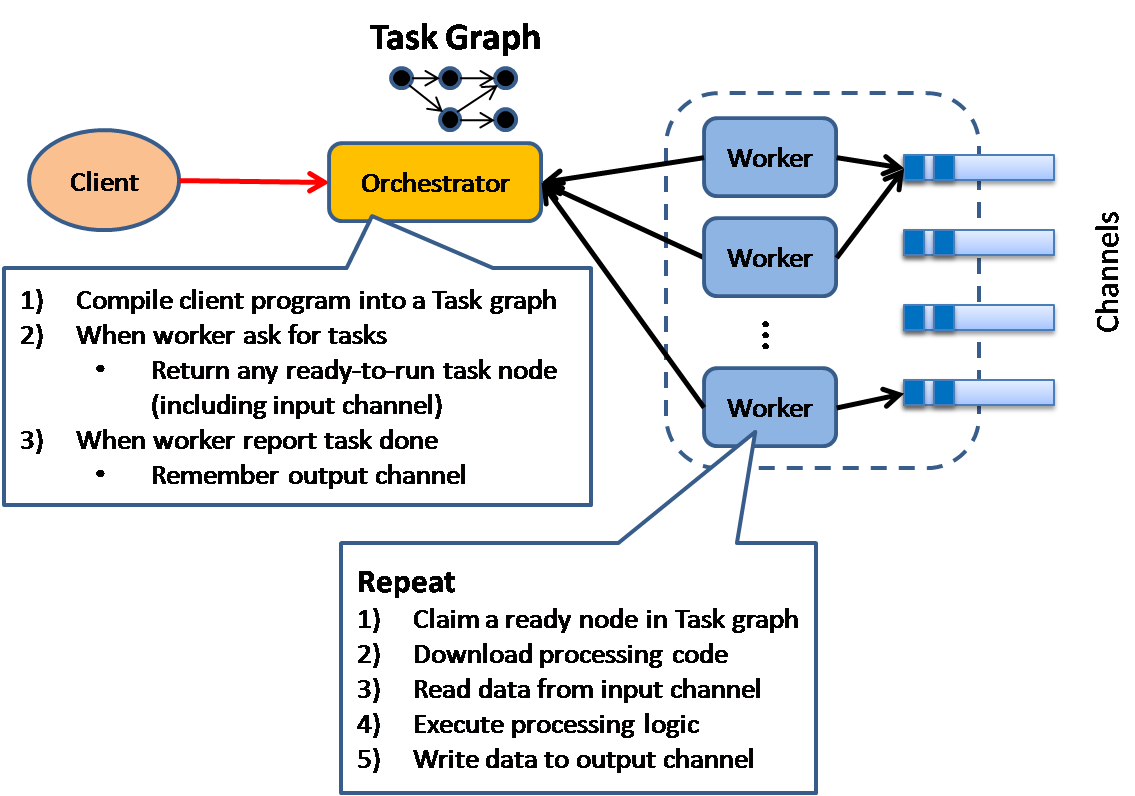 Task Graph
Client
Orchestrator
Worker
Worker
Worker
Channels
1) Compile client program into a Task graph
2) When worker ask for tasks
• Return any ready-to-run task node
(including input channel)
3) When worker report task done
• Remember output channel
Repeat
1) Claim a ready node in Task graph
2) Download processing code
3) Read data from input channel
4) Execute processing logic
5) Write data to output channel